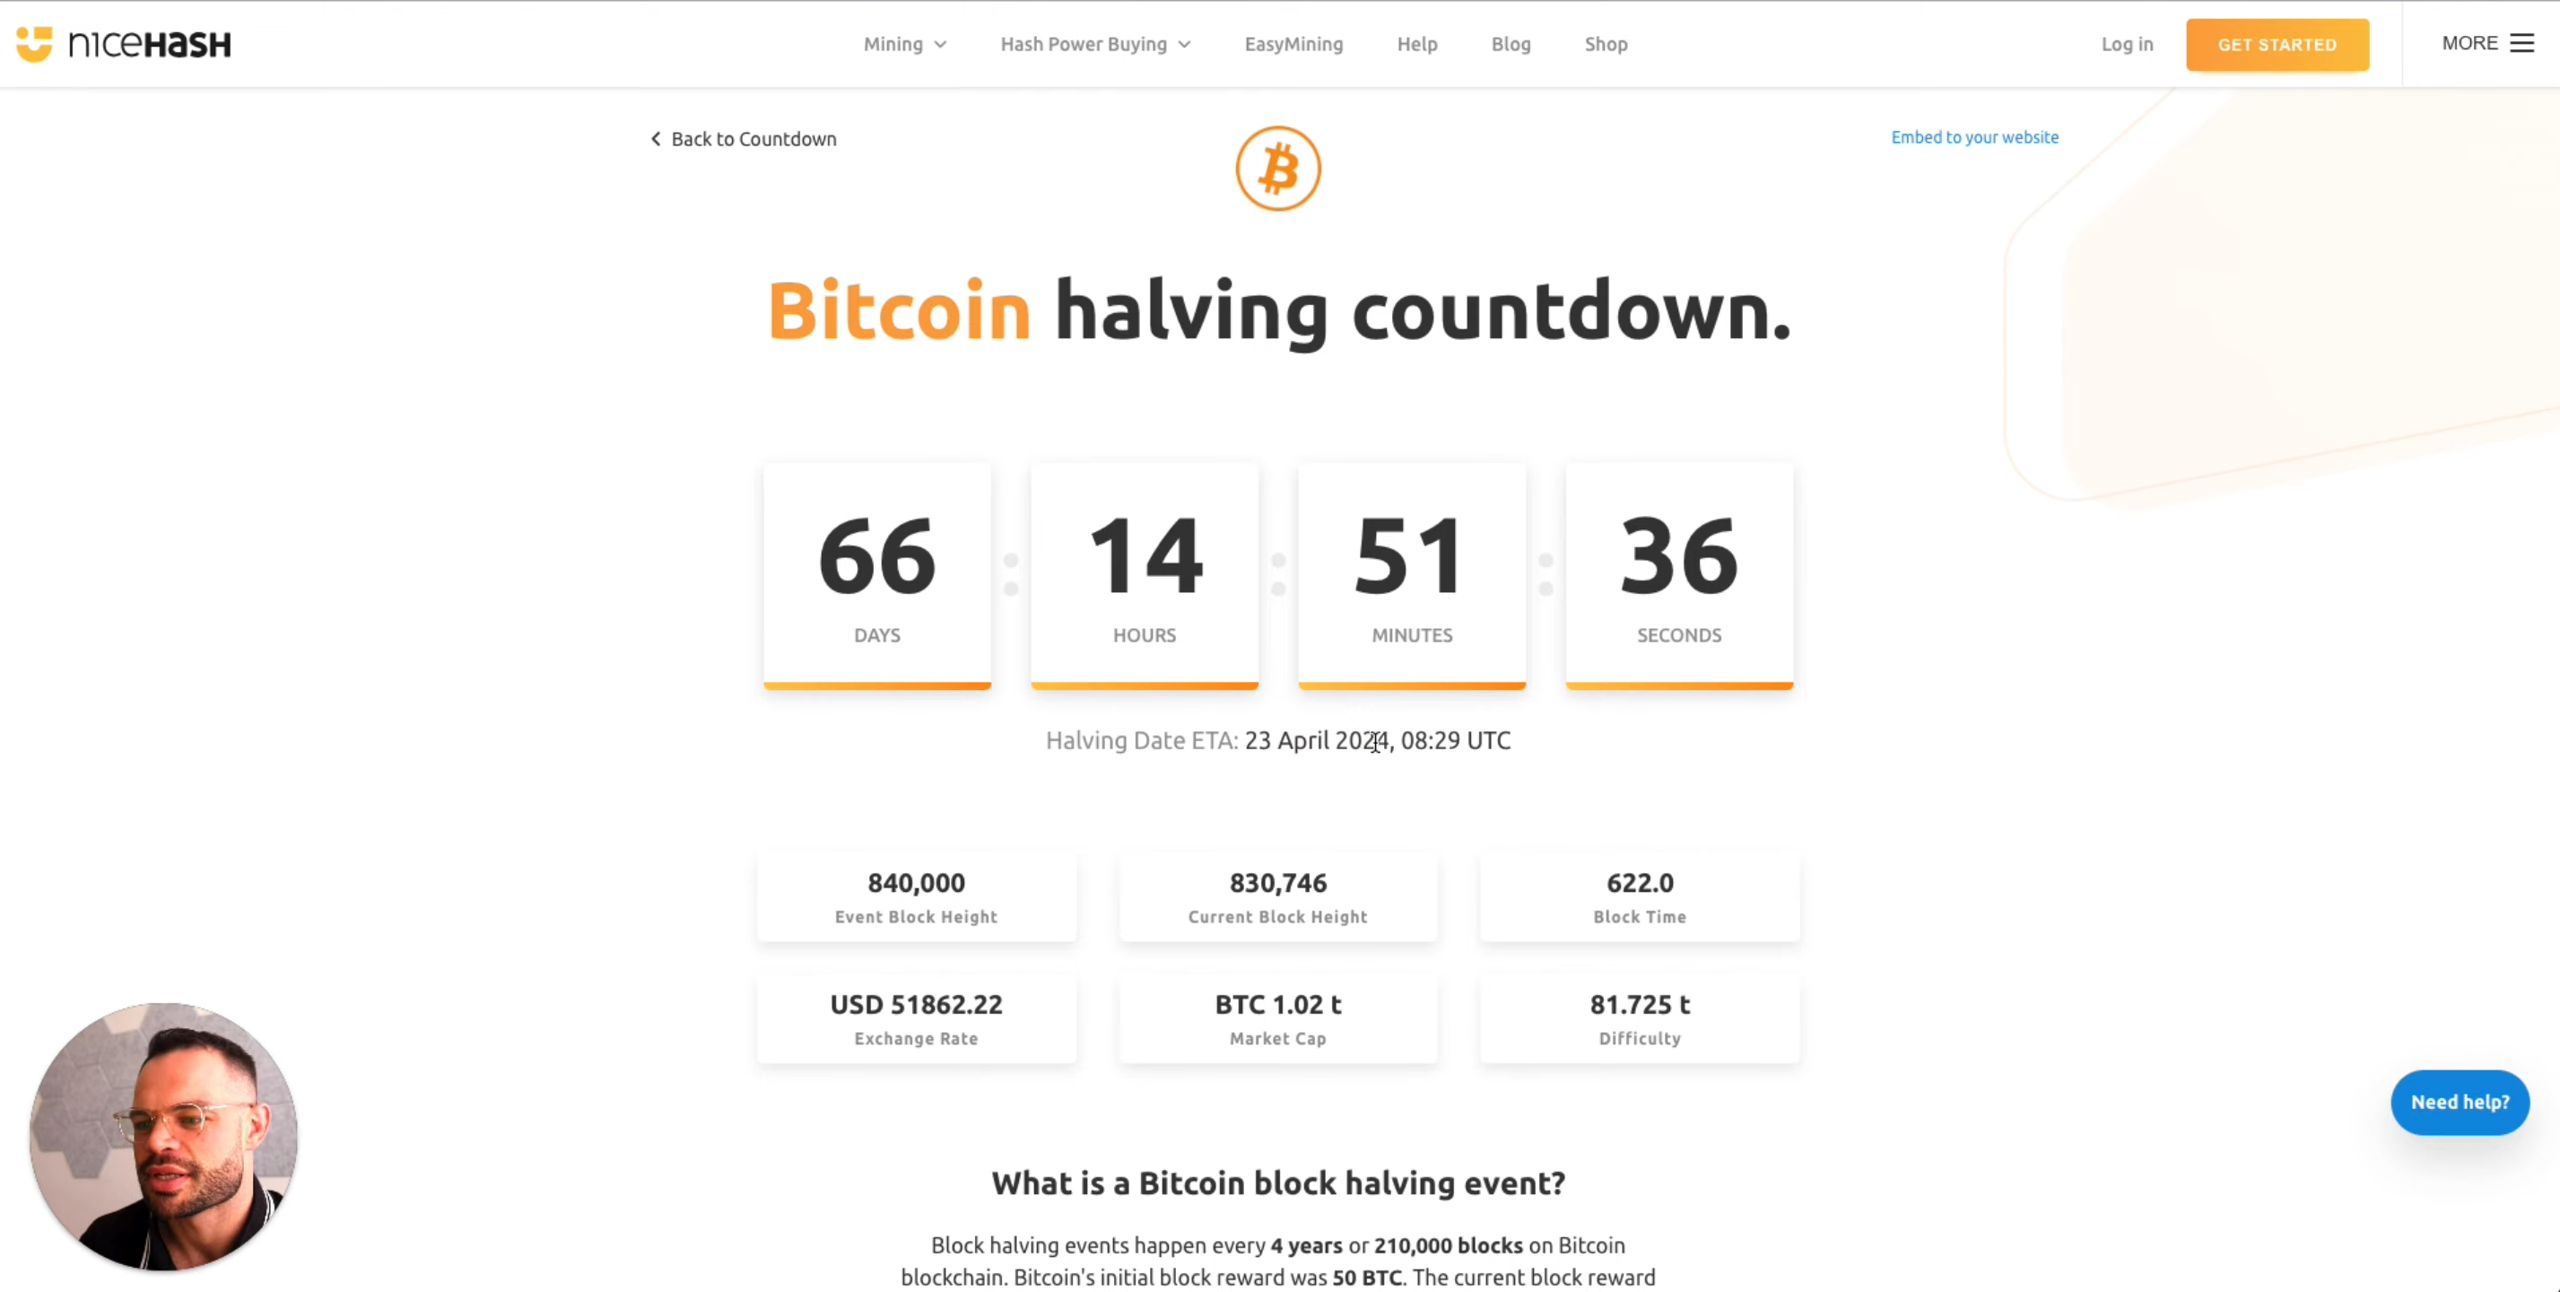 nıceHasH
Mining
Hash Power Buying
EasyMining
Help
Blog
Shop
Log in
GET STARTED
MORE
Back to Countdown
Embed to your website
Bitcoin halving countdown.
66 : 14 : 51 : 36
DAYS HOURS MINUTES SECONDS
Halving Date ETA: 23 April 2024, 08:29 UTC
840,000
Event Block Height
830,746
Current Block Height
622.0
Block Time
USD 51862.22
Exchange Rate
BTC 1.02 t
Market Cap
81.725 t
Difficulty
Need help?
What is a Bitcoin block halving event?
Block halving events happen every 4 years or 210,000 blocks on Bitcoin
blockchain. Bitcoin's initial block reward was 50 BTC. The current block reward